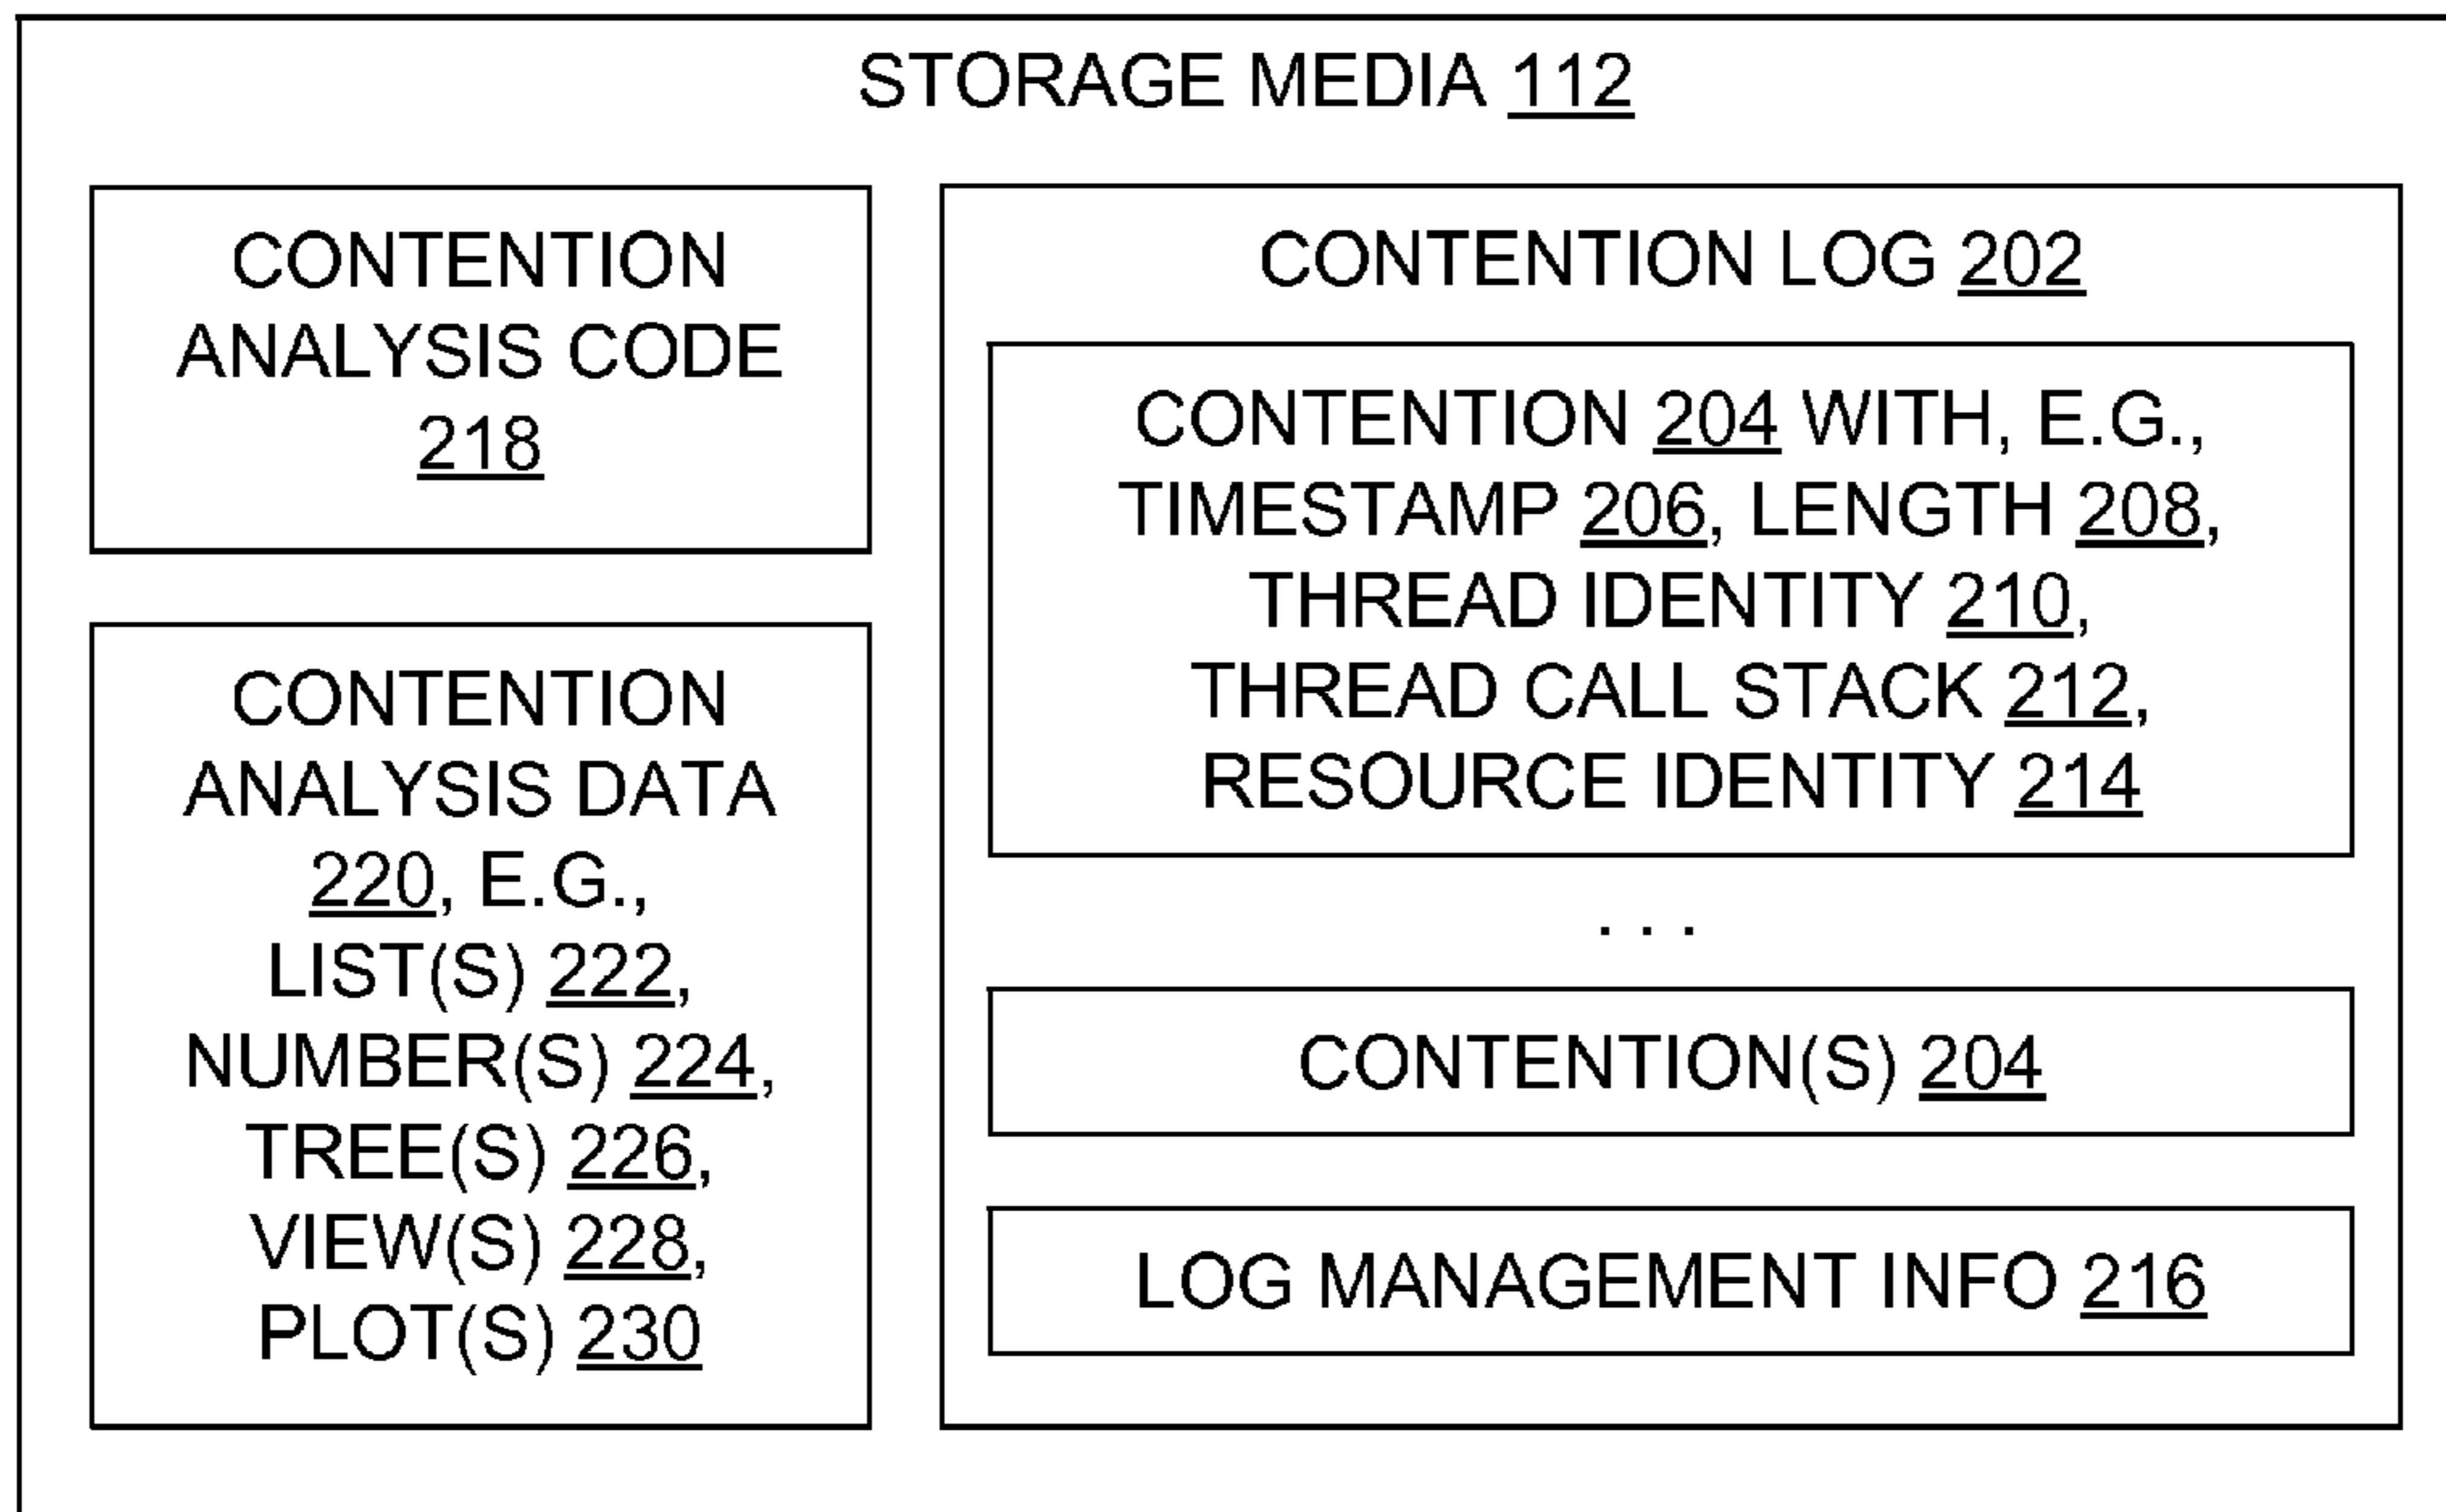 STORAGE MEDIA 112
CONTENTION
ANALYSIS CODE
218
CONTENTION
ANALYSIS DATA
220, E.G.,
LIST(S) 222,
NUMBER(S) 224,
TREE(S) 226,
VIEW(S) 228,
PLOT(S) 230
CONTENTION LOG 202
CONTENTION 204 WITH, E.G.,
TIMESTAMP 206, LENGTH 208,
THREAD IDENTITY 210,
THREAD CALL STACK 212,
RESOURCE IDENTITY 214
. . .
CONTENTION(S) 204
LOG MANAGEMENT INFO 216